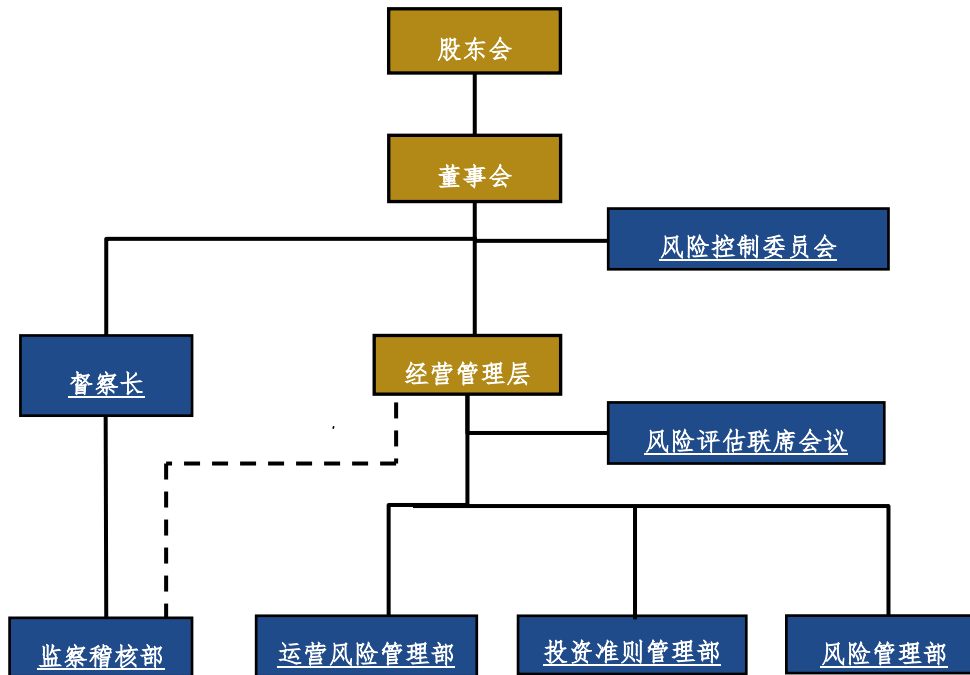 股东会
董事会
风险控制委员会
督察长
经营管理层
风险评估联席会议
监察稽核部
运营风险管理部
投资准则管理部
风险管理部